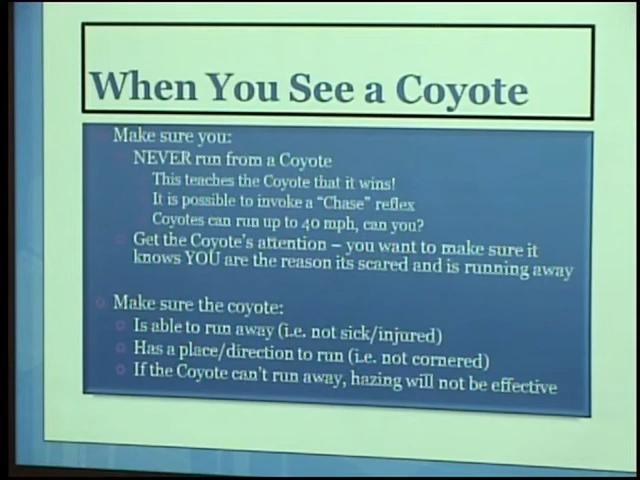 When You See a Coyote
Make sure you:
NEVER run from a Coyote
This teaches the Coyote that it wins!
It is possible to invoke a "Chase" reflex
Coyotes can run up to 40 mph, can you?
Get the Coyote's attention – you want to make sure it
knows YOU are the reason its scared and is running away
Make sure the coyote:
Is able to run away (i.e. not sick/injured)
Has a place/direction to run (i.e. not cornered)
If the Coyote can't run away, hazing will not be effective